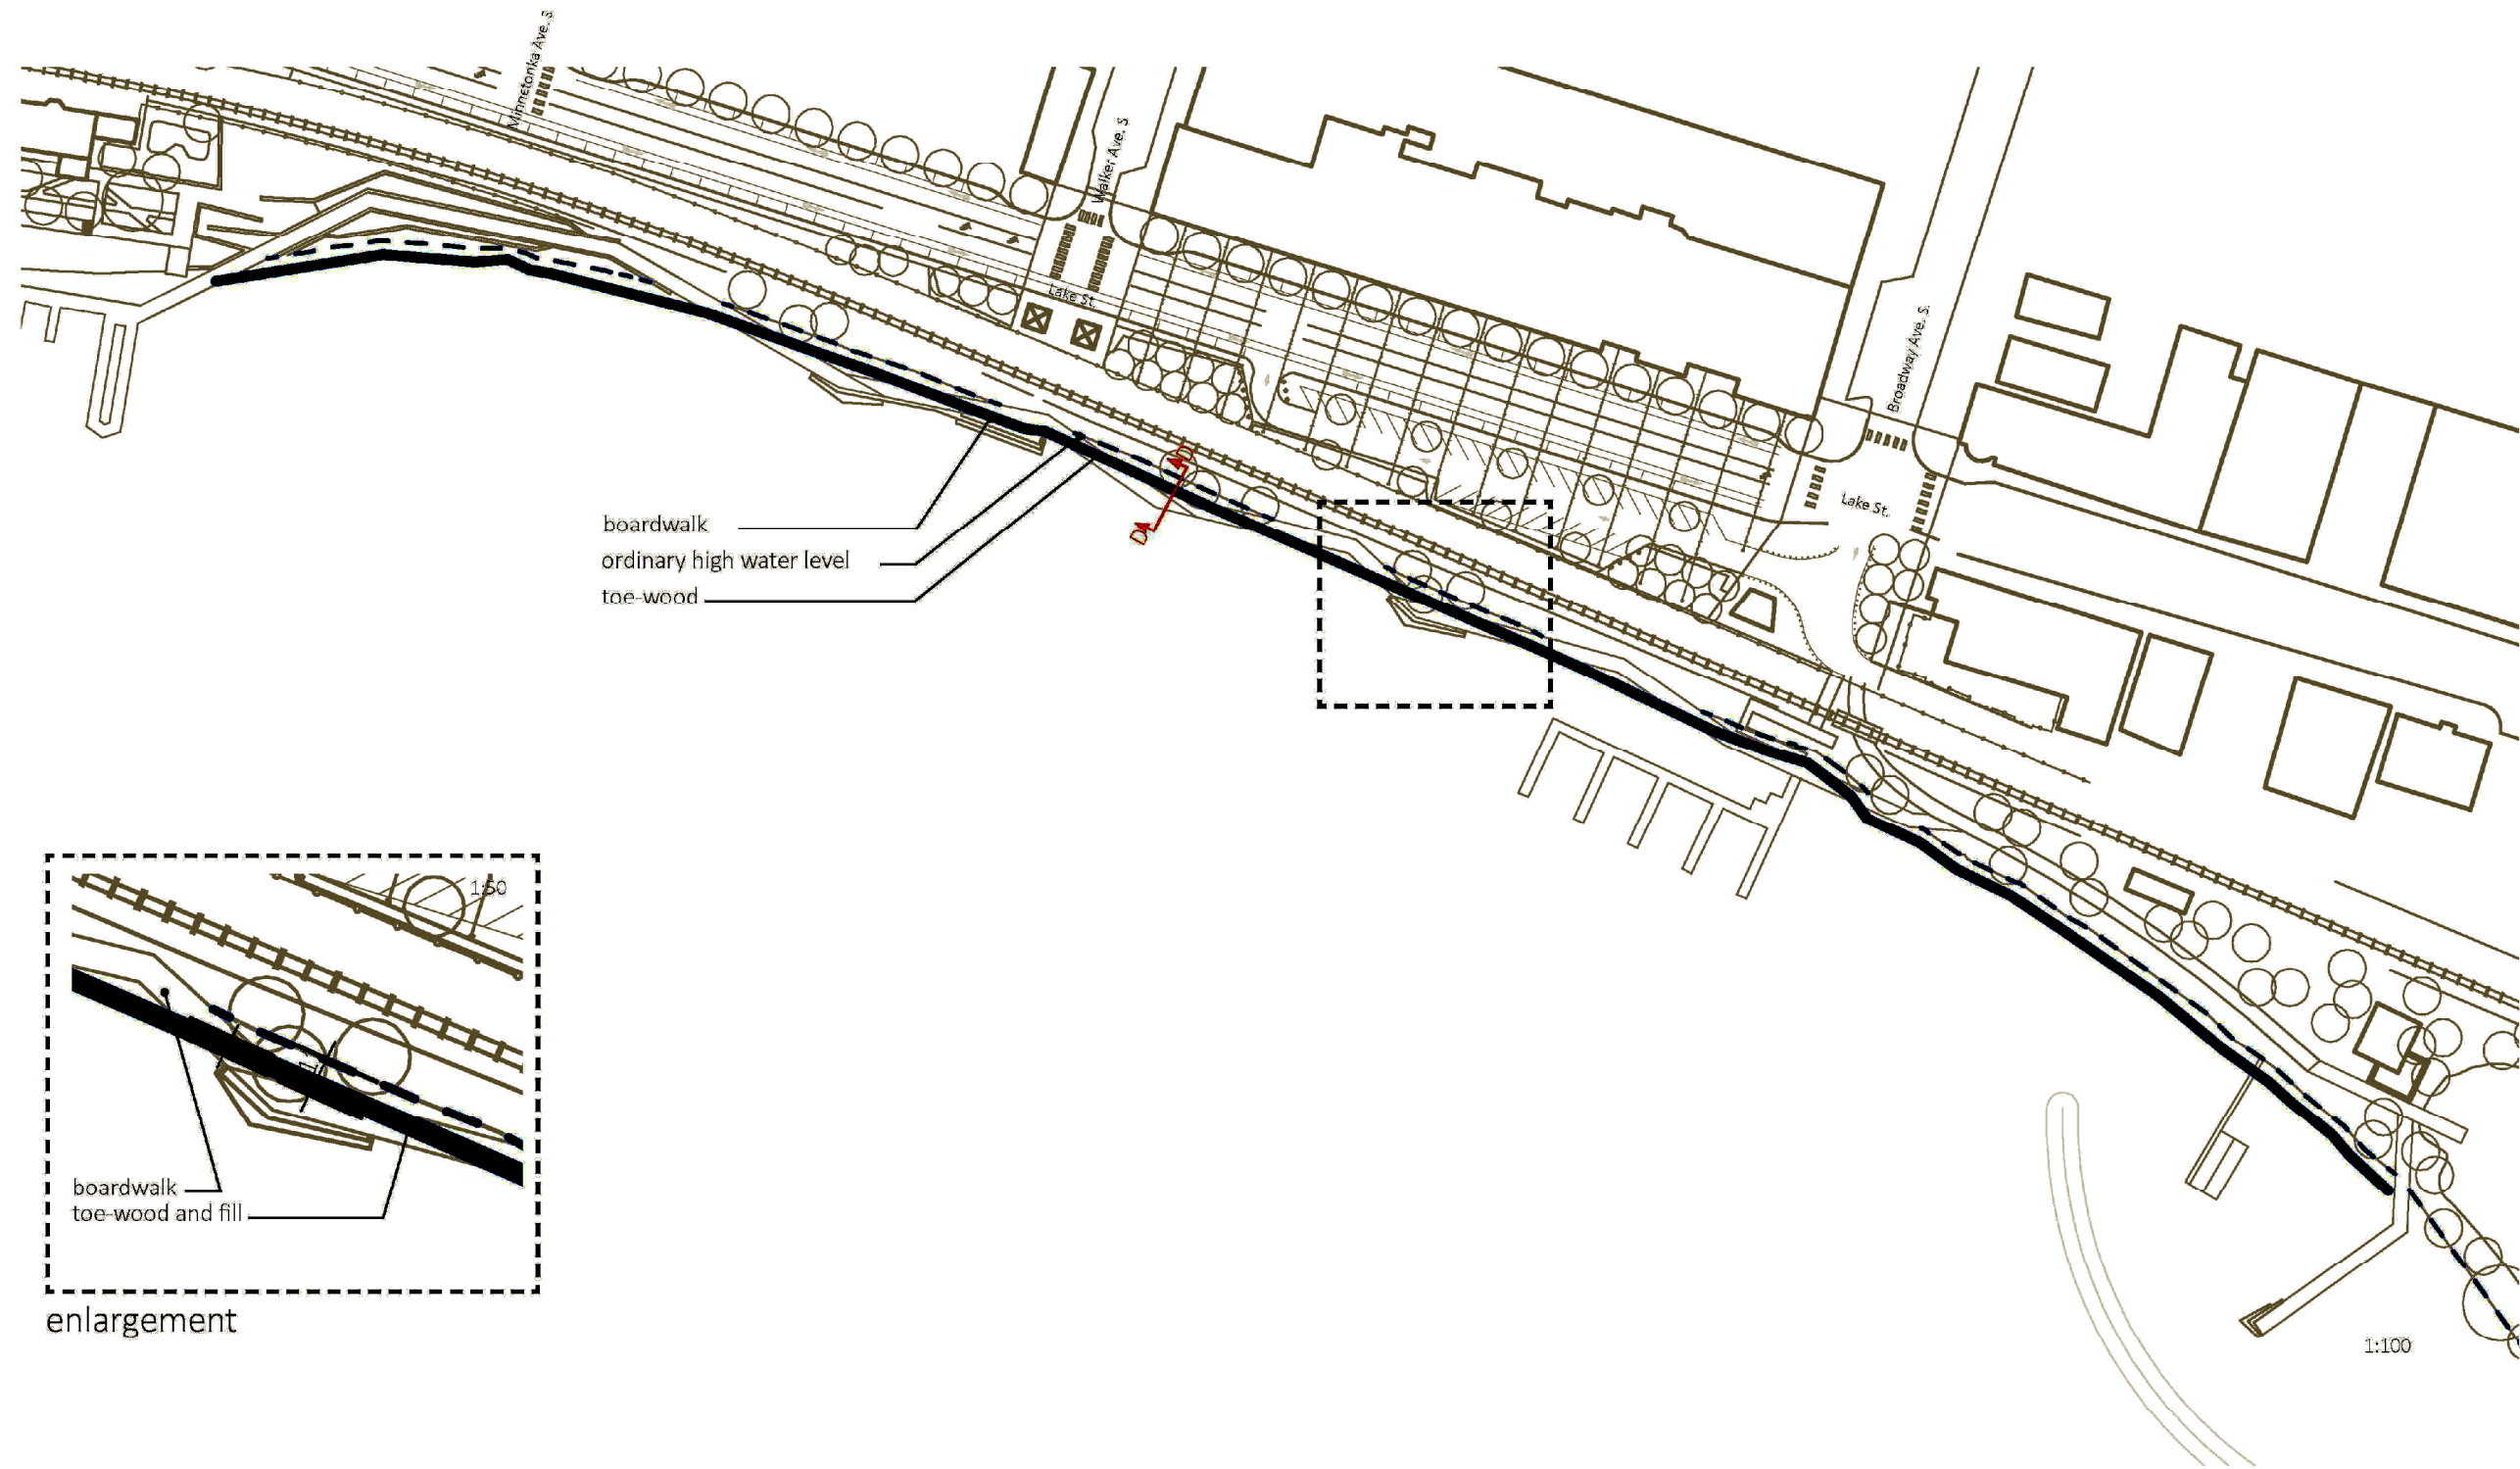 Minnetonka Ave. S.
Walker Ave. S.
Lake St.
Broadway Ave. S.
Lake St.
D
D
boardwalk
ordinary high water level
toe-wood
1:50
boardwalk
toe-wood and fill
enlargement
1:100